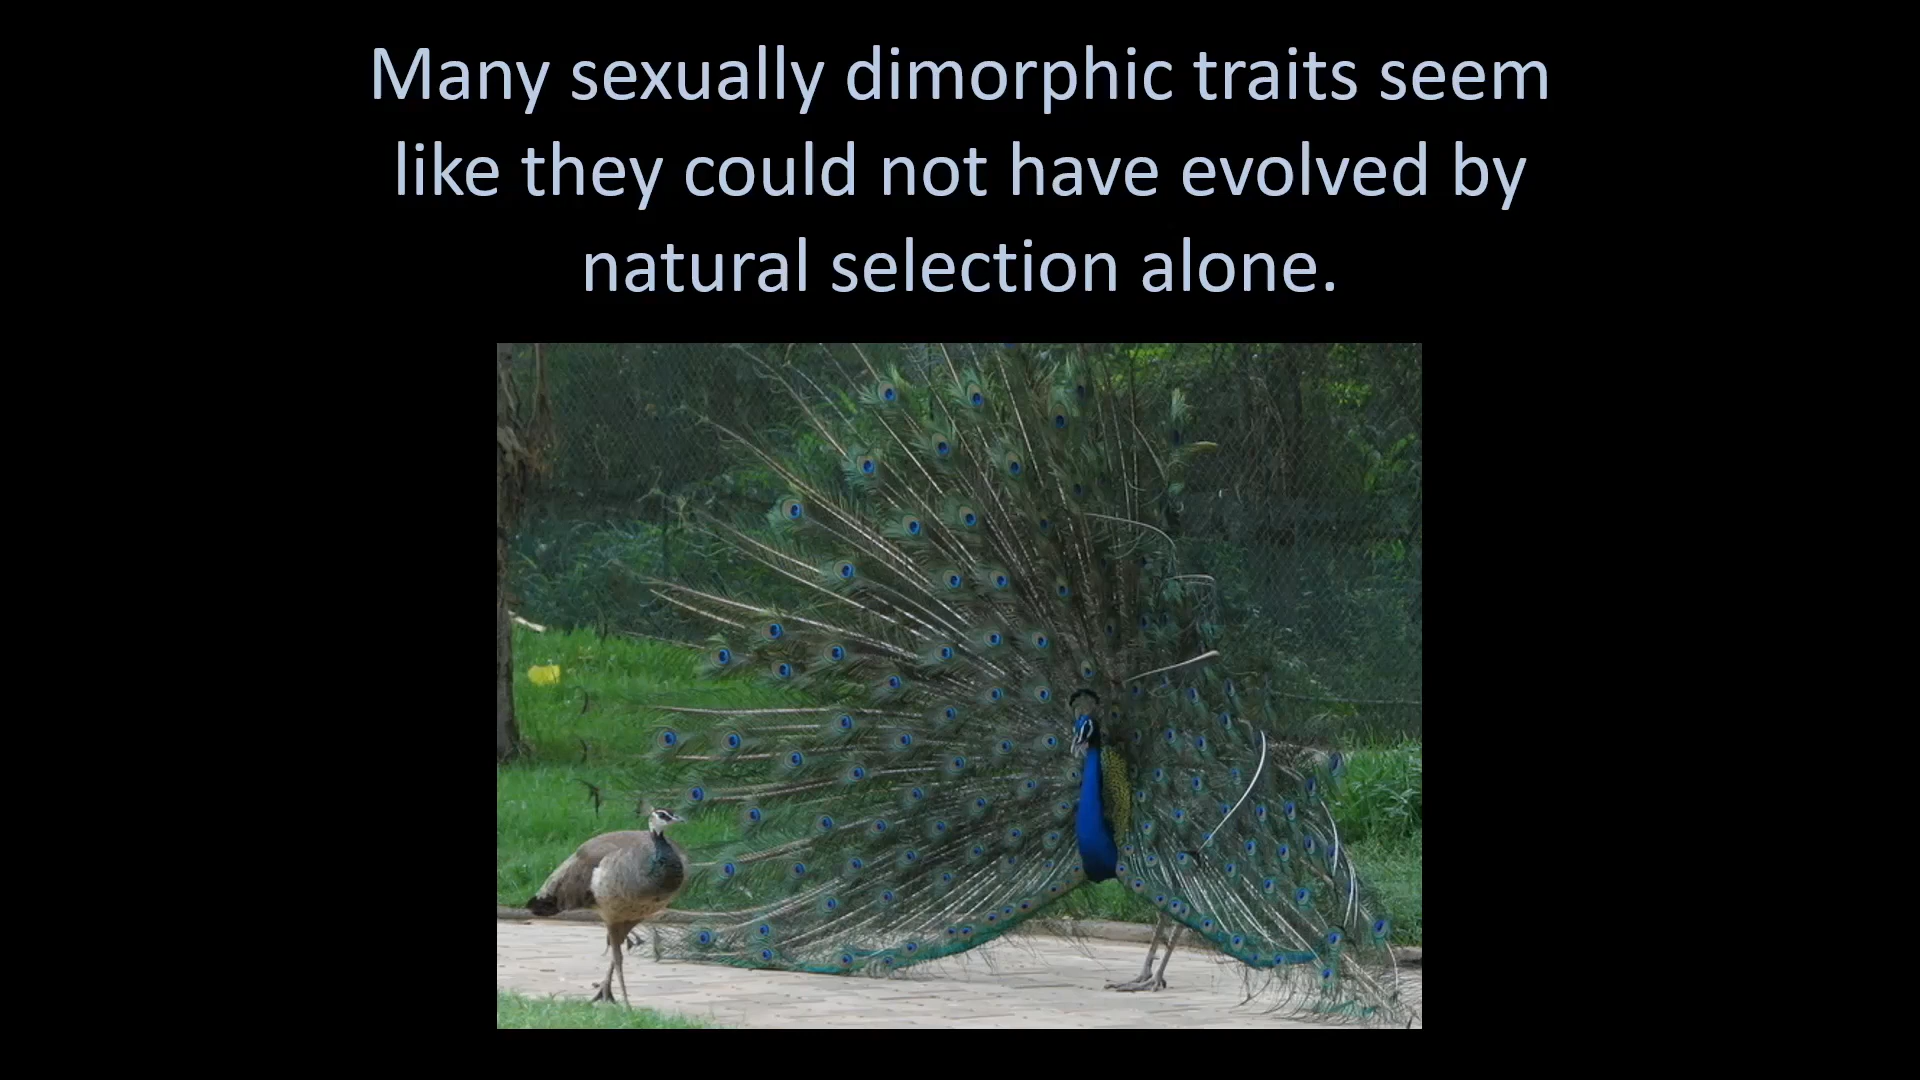 Many sexually dimorphic traits seem
like they could not have evolved by
natural selection alone.